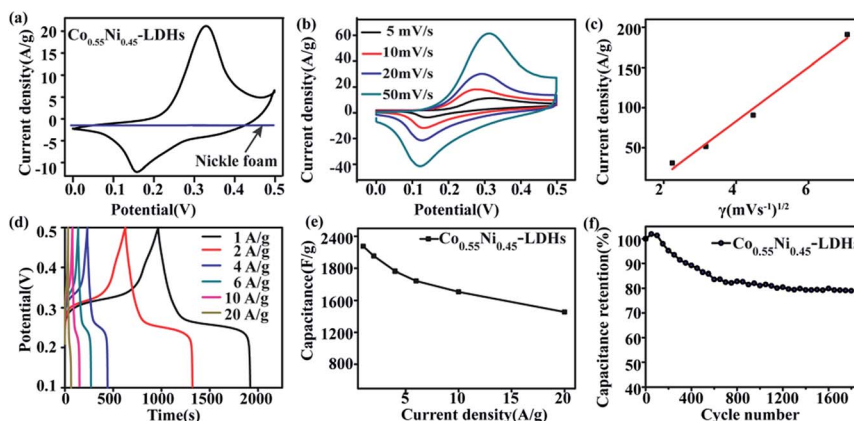 (a)
Co0.55Ni0.45-LDHs
Current density(A/g)
20
15
10
5
0
-5
-10
Nickle foam
0.0 0.1 0.2 0.3 0.4 0.5
Potential(V)
(b)
5 mV/s
10mV/s
20mV/s
50mV/s
Current density(A/g)
60
40
20
0
-20
-40
0.0 0.1 0.2 0.3 0.4 0.5
Potential(V)
(c)
Current density(A/g)
200
150
100
50
2 4 6
γ(mVs-1)1/2
(d)
Potential(V)
0.5
0.4
0.3
0.2
0.1
1 A/g
2 A/g
4 A/g
6 A/g
10 A/g
20 A/g
0 500 1000 1500 2000
Time(s)
(e)
Co0.55Ni0.45-LDHs
Capacitance(F/g)
2400
2000
1600
1200
800
5 10 15 20
Current density(A/g)
(f)
Co0.55Ni0.45-LDH
Capacitance retention(%)
100
90
80
70
60
50
40
0 400 800 1200 1600
Cycle number